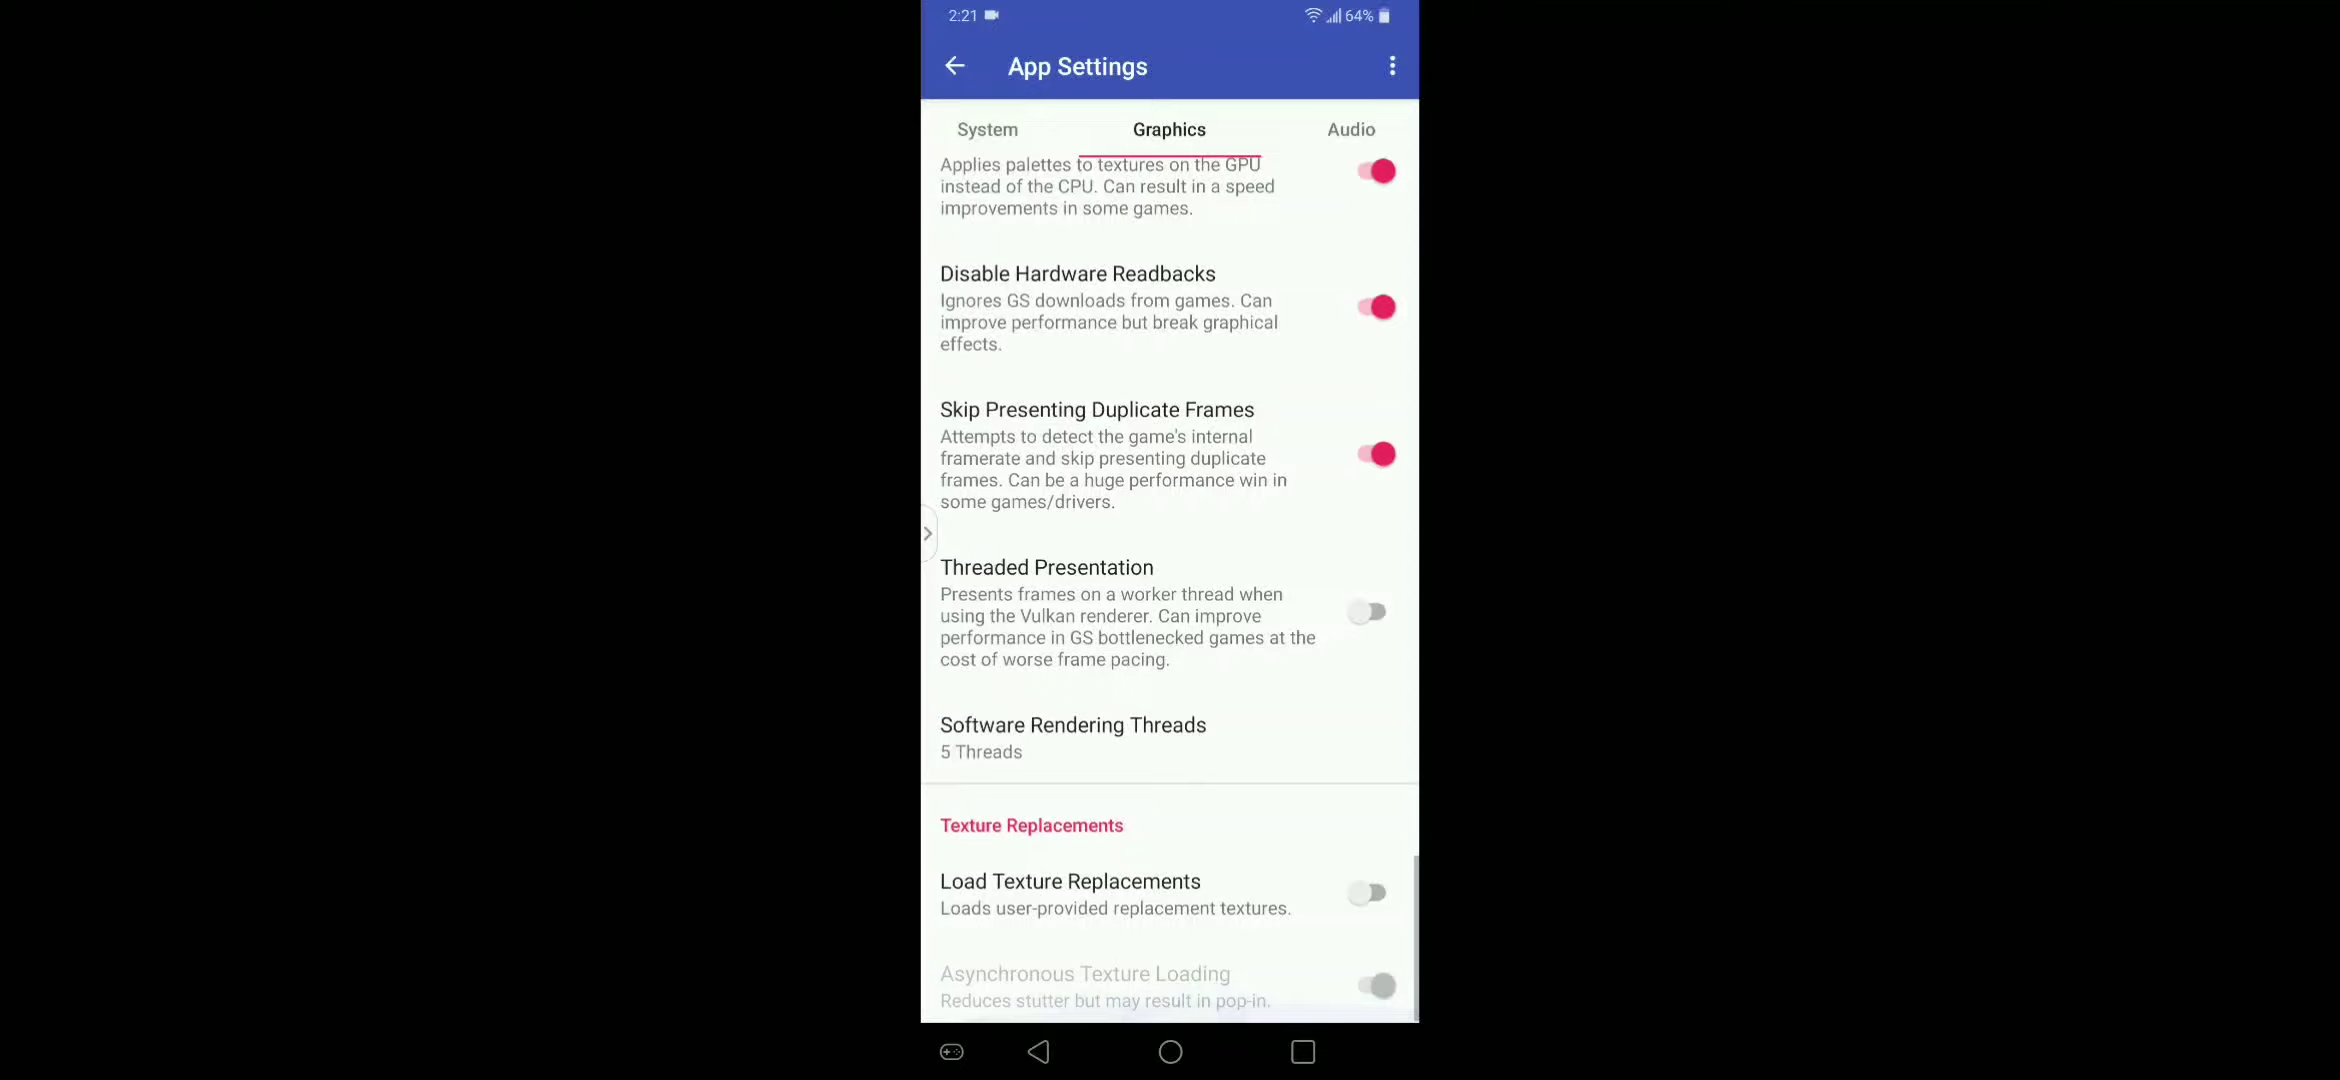 2:21
64%
App Settings
System
Graphics
Audio
Applies palettes to textures on the GPU
instead of the CPU. Can result in a speed
improvements in some games.
Disable Hardware Readbacks
Ignores GS downloads from games. Can
improve performance but break graphical
effects.
Skip Presenting Duplicate Frames
Attempts to detect the game's internal
framerate and skip presenting duplicate
frames. Can be a huge performance win in
some games/drivers.
Threaded Presentation
Presents frames on a worker thread when
using the Vulkan renderer. Can improve
performance in GS bottlenecked games at the
cost of worse frame pacing.
Software Rendering Threads
5 Threads
Texture Replacements
Load Texture Replacements
Loads user-provided replacement textures.
Asynchronous Texture Loading
Reduces stutter but may result in pop-in.